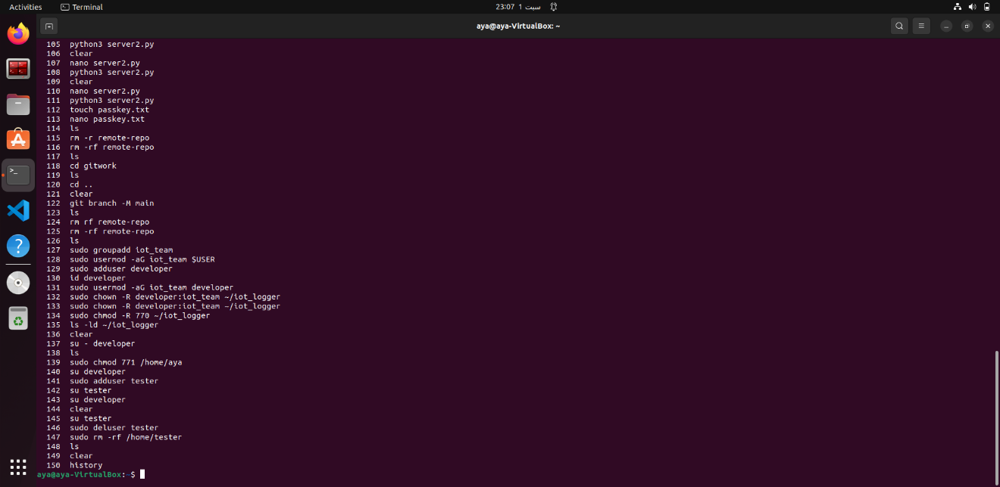 Activities
Terminal
23:07 1 سبت
aya@aya-VirtualBox: ~
105 python3 server2.py
106 clear
107 nano server2.py
108 python3 server2.py
109 clear
110 nano server2.py
111 python3 server2.py
112 touch passkey.txt
113 nano passkey.txt
114 ls
115 rm -r remote-repo
116 rm -rf remote-repo
117 ls
118 cd gitwork
119 ls
120 cd ..
121 clear
122 git branch -M main
123 ls
124 rm rf remote-repo
125 rm -rf remote-repo
126 ls
127 sudo groupadd iot_team
128 sudo usermod -aG iot_team $USER
129 sudo adduser developer
130 id developer
131 sudo usermod -aG iot_team developer
132 sudo chown -R developer:iot_team ~/iot_logger
133 sudo chown -R developer:iot_team ~/iot_logger
134 sudo chmod -R 770 ~/iot_logger
135 ls -ld ~/iot_logger
136 clear
137 su - developer
138 ls
139 sudo chmod 771 /home/aya
140 su developer
141 sudo adduser tester
142 su tester
143 su developer
144 clear
145 su tester
146 sudo deluser tester
147 sudo rm -rf /home/tester
148 ls
149 clear
150 history
aya@aya-VirtualBox:~$